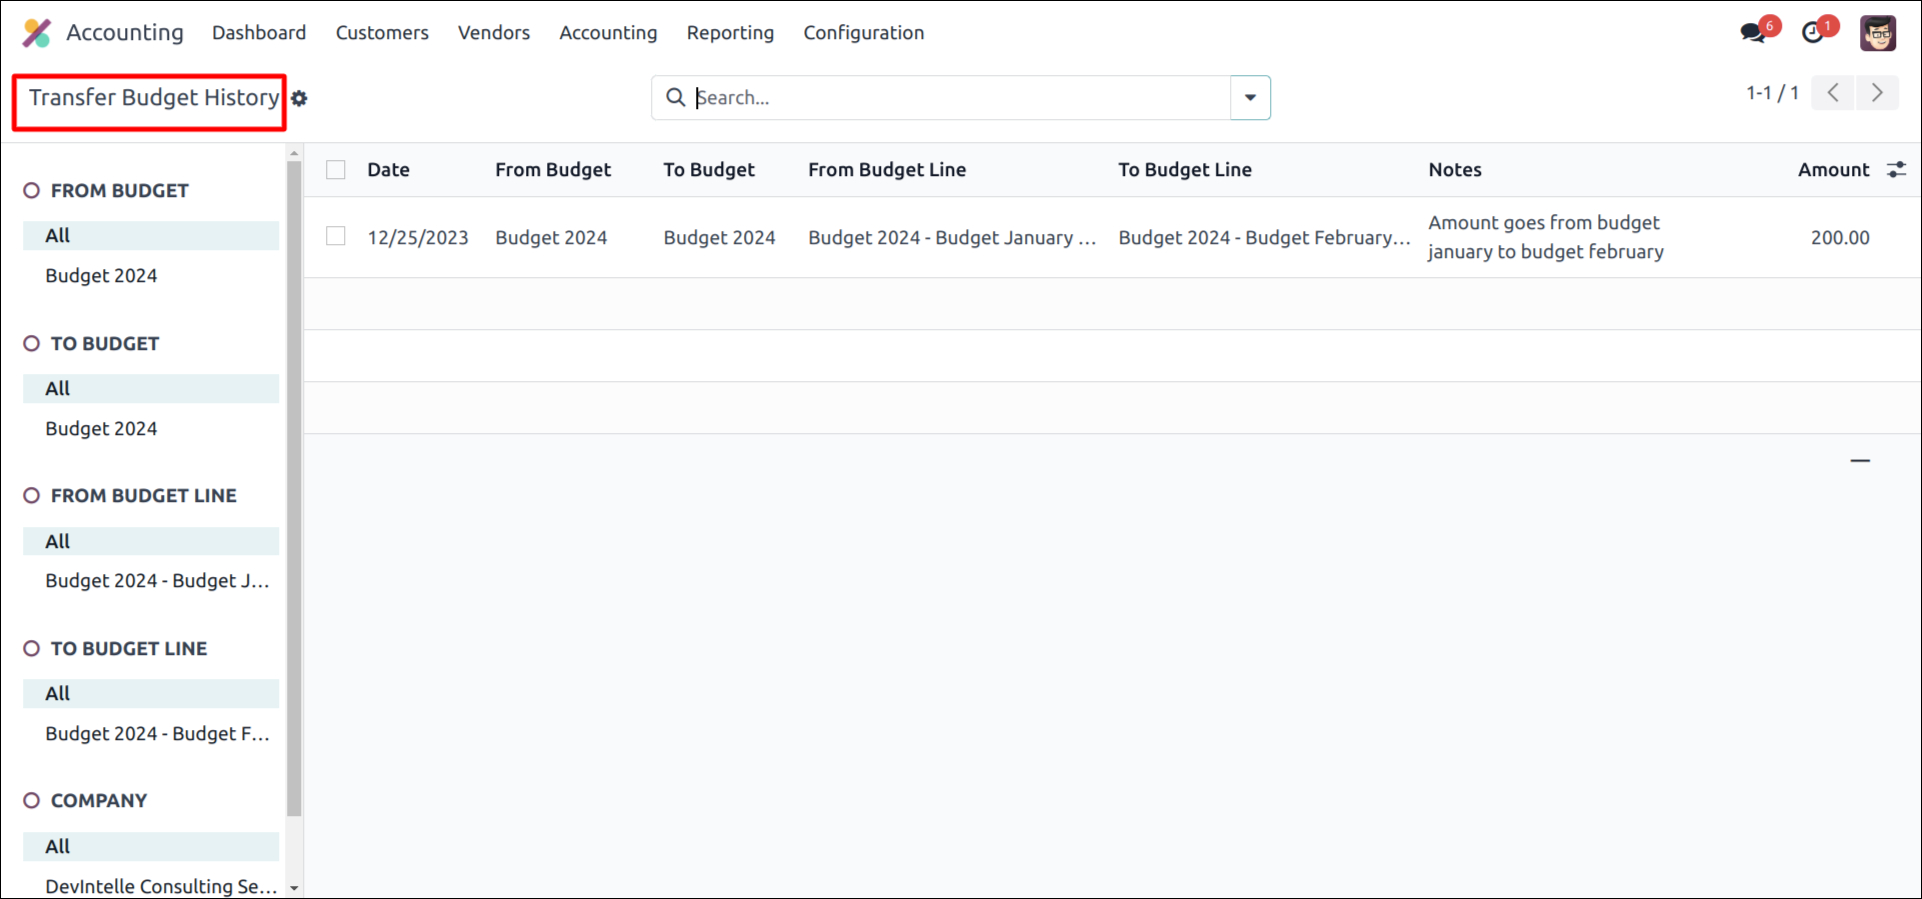 Accounting Dashboard Customers Vendors Accounting Reporting Configuration 6 1
Transfer Budget History Search... 1-1 / 1
FROM BUDGET
All
Budget 2024
TO BUDGET
All
Budget 2024
FROM BUDGET LINE
All
Budget 2024 - Budget J...
TO BUDGET LINE
All
Budget 2024 - Budget F...
COMPANY
All
DevIntelle Consulting Se...
Date From Budget To Budget From Budget Line To Budget Line Notes Amount
12/25/2023 Budget 2024 Budget 2024 Budget 2024 - Budget January ... Budget 2024 - Budget February... Amount goes from budget
january to budget february 200.00